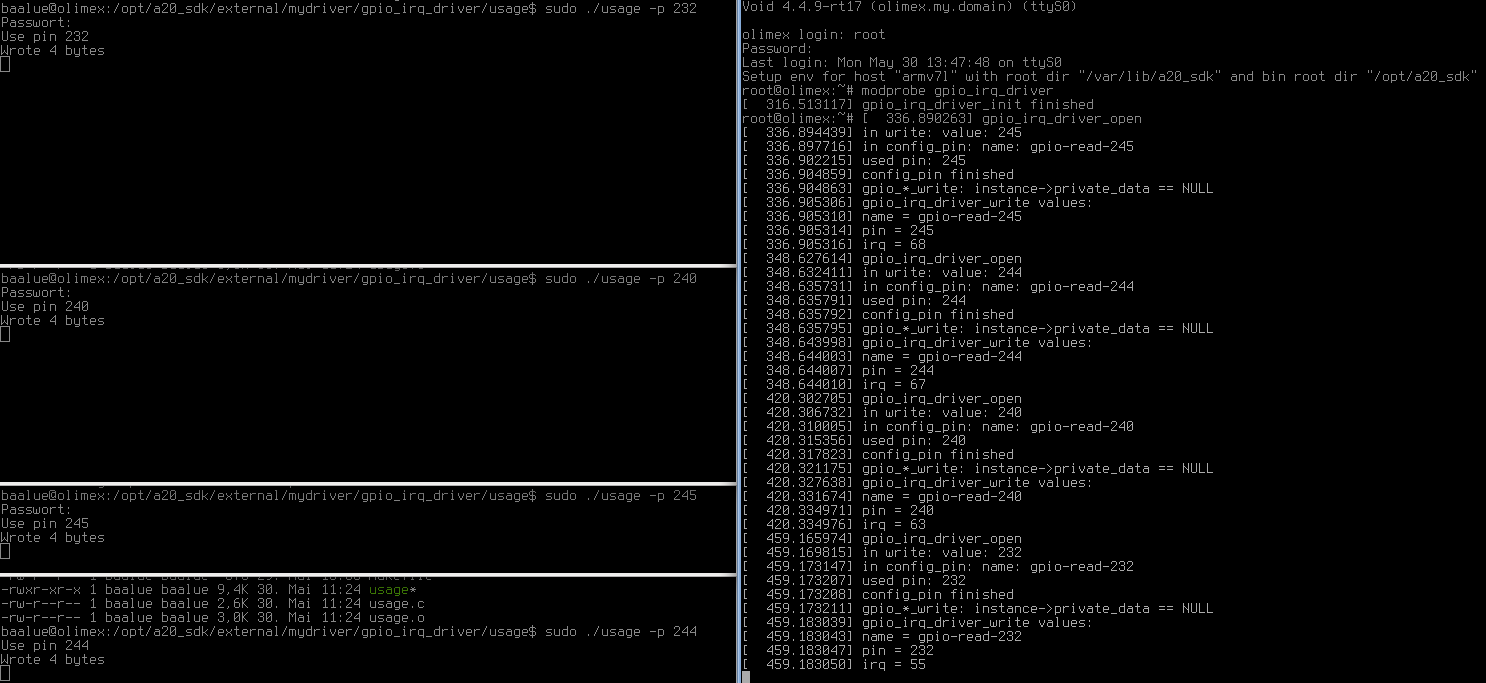 baalue@olimex:/opt/a20_sdk/external/mydriver/gpio_irq_driver/usage$ sudo ./usage -p 232
Passwort:
Use pin 232
Wrote 4 bytes
baalue@olimex:/opt/a20_sdk/external/mydriver/gpio_irq_driver/usage$ sudo ./usage -p 240
Passwort:
Use pin 240
Wrote 4 bytes
baalue@olimex:/opt/a20_sdk/external/mydriver/gpio_irq_driver/usage$ sudo ./usage -p 245
Passwort:
Use pin 245
Wrote 4 bytes
-rwxr-xr-x 1 baalue baalue 9,4K 30. Mai 11:24 usage*
-rw-r--r-- 1 baalue baalue 2,6K 30. Mai 11:24 usage.c
-rw-r--r-- 1 baalue baalue 3,0K 30. Mai 11:24 usage.o
baalue@olimex:/opt/a20_sdk/external/mydriver/gpio_irq_driver/usage$ sudo ./usage -p 244
Use pin 244
Wrote 4 bytes
Void 4.4.9-rt17 (olimex.my.domain) (ttyS0)
olimex login: root
Password:
Last login: Mon May 30 13:47:48 on ttyS0
Setup env for host "armv7l" with root dir "/var/lib/a20_sdk" and bin root dir "/opt/a20_sdk"
root@olimex:~# modprobe gpio_irq_driver
[  316.513117] gpio_irq_driver_init finished
root@olimex:~# [  336.890263] gpio_irq_driver_open
[  336.894439] in write: value: 245
[  336.897716] in config_pin: name: gpio-read-245
[  336.902215] used pin: 245
[  336.904859] config_pin finished
[  336.904863] gpio_*_write: instance->private_data == NULL
[  336.905306] gpio_irq_driver_write values:
[  336.905310] name = gpio-read-245
[  336.905314] pin = 245
[  336.905316] irq = 68
[  348.627614] gpio_irq_driver_open
[  348.632411] in write: value: 244
[  348.635731] in config_pin: name: gpio-read-244
[  348.635791] used pin: 244
[  348.635792] config_pin finished
[  348.635795] gpio_*_write: instance->private_data == NULL
[  348.643998] gpio_irq_driver_write values:
[  348.644003] name = gpio-read-244
[  348.644007] pin = 244
[  348.644010] irq = 67
[  420.302705] gpio_irq_driver_open
[  420.306732] in write: value: 240
[  420.310005] in config_pin: name: gpio-read-240
[  420.315356] used pin: 240
[  420.317823] config_pin finished
[  420.321175] gpio_*_write: instance->private_data == NULL
[  420.327638] gpio_irq_driver_write values:
[  420.331674] name = gpio-read-240
[  420.334971] pin = 240
[  420.334976] irq = 63
[  459.165974] gpio_irq_driver_open
[  459.169815] in write: value: 232
[  459.173147] in config_pin: name: gpio-read-232
[  459.173207] used pin: 232
[  459.173208] config_pin finished
[  459.173211] gpio_*_write: instance->private_data == NULL
[  459.183039] gpio_irq_driver_write values:
[  459.183043] name = gpio-read-232
[  459.183047] pin = 232
[  459.183050] irq = 55